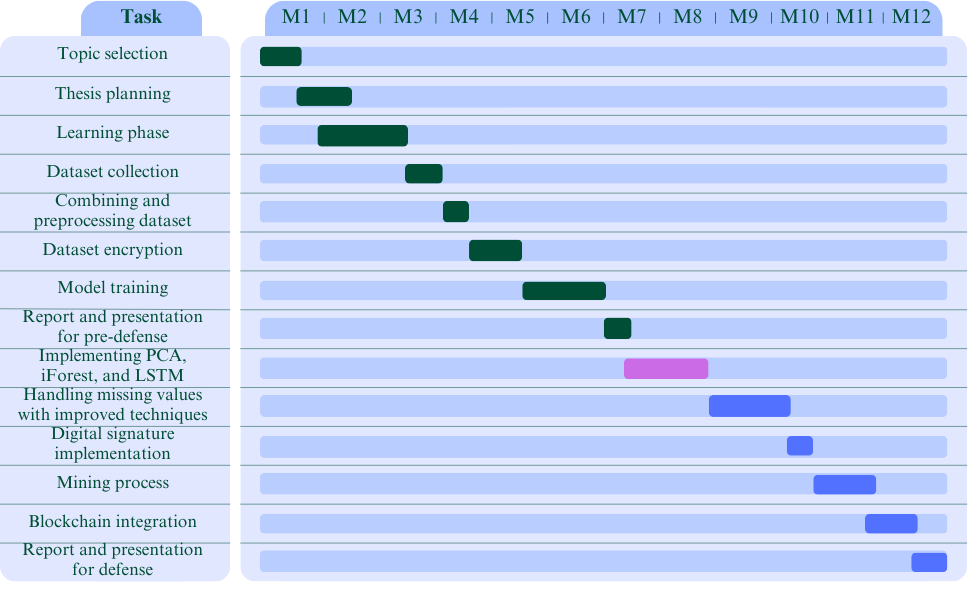 Task
M1 | M2 | M3 | M4 | M5 | M6 | M7 | M8 | M9 | M10 | M11 | M12
Topic selection
Thesis planning
Learning phase
Dataset collection
Combining and
preprocessing dataset
Dataset encryption
Model training
Report and presentation
for pre-defense
Implementing PCA,
iForest, and LSTM
Handling missing values
with improved techniques
Digital signature
implementation
Mining process
Blockchain integration
Report and presentation
for defense